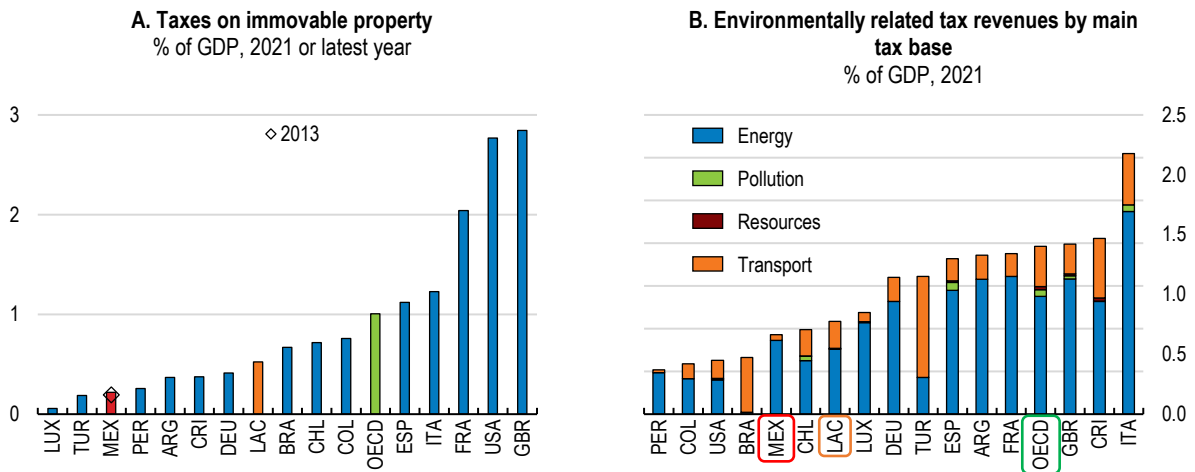 A. Taxes on immovable property
% of GDP, 2021 or latest year
3
2
1
0
◇ 2013
LUX
TUR
MEX
PER
ARG
CRI
DEU
LAC
BRA
CHL
COL
OECD
ESP
ITA
FRA
USA
GBR
B. Environmentally related tax revenues by main
tax base
% of GDP, 2021
Energy
Pollution
Resources
Transport
2.5
2.0
1.5
1.0
0.5
0.0
PER
COL
USA
BRA
MEX
CHL
LAC
LUX
DEU
TUR
ESP
ARG
FRA
OECD
GBR
CRI
ITA